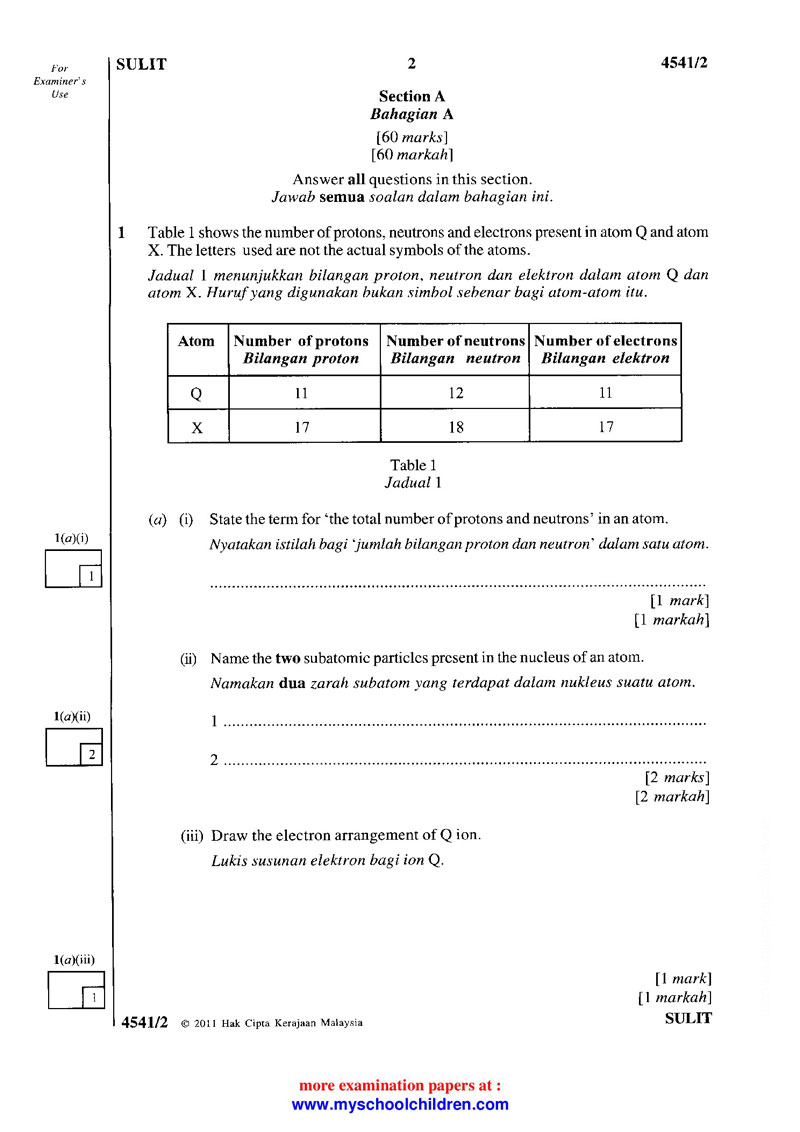 For
Examiner's
Use
SULIT 2 4541/2
Section A
Bahagian A
[60 marks]
[60 markah]
Answer all questions in this section.
Jawab semua soalan dalam bahagian ini.
1 Table 1 shows the number of protons, neutrons and electrons present in atom Q and atom
X. The letters used are not the actual symbols of the atoms.
Jadual 1 menunjukkan bilangan proton, neutron dan elektron dalam atom Q dan
atom X. Huruf yang digunakan bukan simbol sebenar bagi atom-atom itu.
Atom Number of protons Number of neutrons Number of electrons
Bilangan proton Bilangan neutron Bilangan elektron
Q 11 12 11
X 17 18 17
Table 1
Jadual 1
(a) (i) State the term for ‘the total number of protons and neutrons’ in an atom.
1(a)(i)
Nyatakan istilah bagi ‘jumlah bilangan proton dan neutron’ dalam satu atom.
1
[1 mark]
[1 markah]
(ii) Name the two subatomic particles present in the nucleus of an atom.
Namakan dua zarah subatom yang terdapat dalam nukleus suatu atom.
1(a)(ii)
1 ..........
2
2 ..........
[2 marks]
[2 markah]
(iii) Draw the electron arrangement of Q ion.
Lukis susunan elektron bagi ion Q.
1(a)(iii)
1
[1 mark]
[1 markah]
4541/2 © 2011 Hak Cipta Kerajaan Malaysia SULIT
more examination papers at :
www.myschoolchildren.com